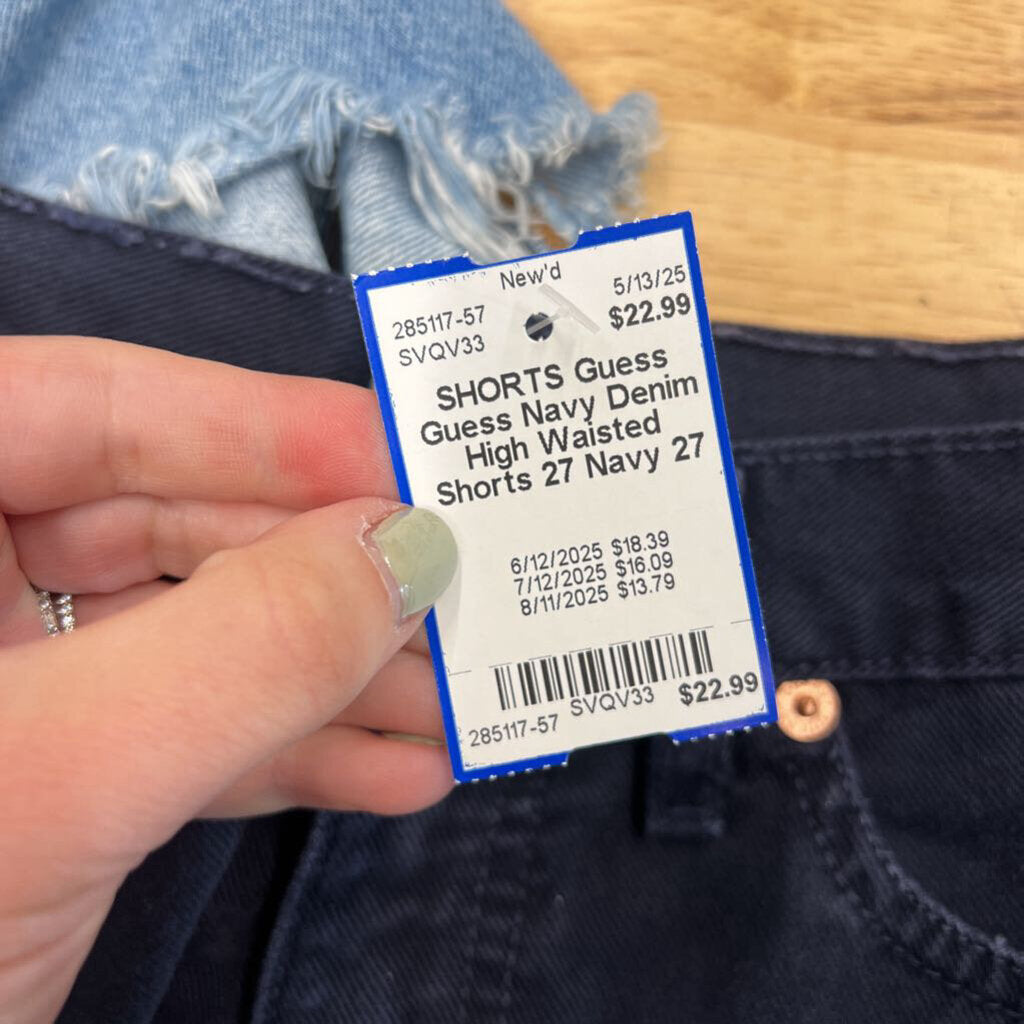 New'd
285117-57 5/13/25
SVQV33 $22.99
SHORTS Guess
Guess Navy Denim
High Waisted
Shorts 27 Navy 27
6/12/2025 $18.39
7/12/2025 $16.09
8/11/2025 $13.79
285117-57 SVQV33 $22.99